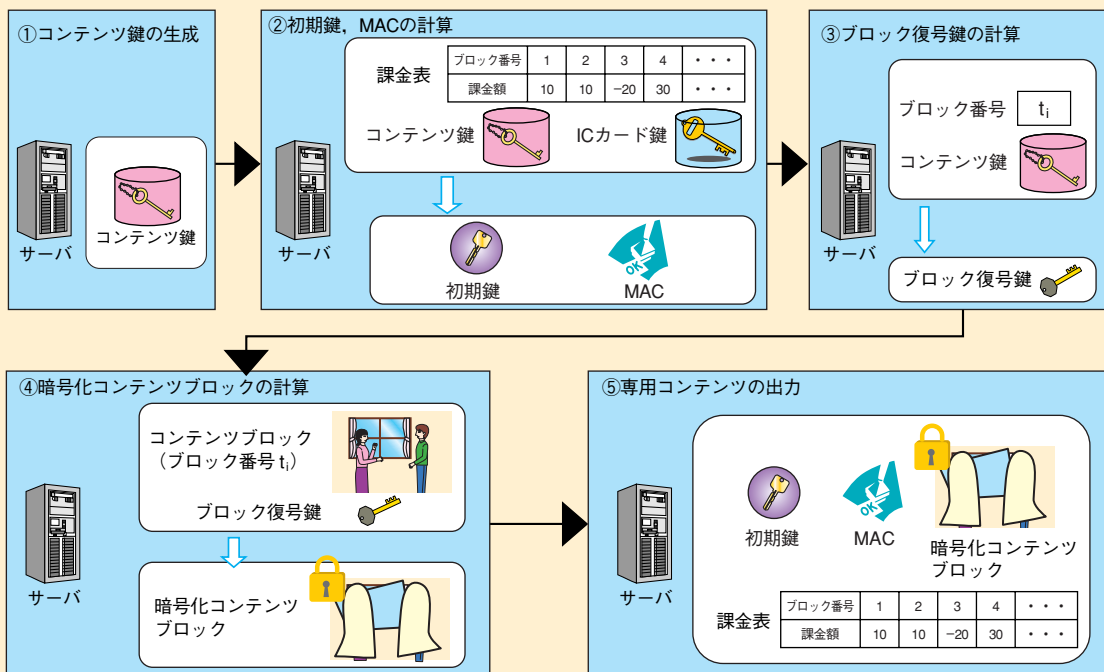 ①コンテンツ鍵の生成
コンテンツ鍵
サーバ
②初期鍵，MACの計算
課金表
ブロック番号 1 2 3 4 ・・・
課金額 10 10 −20 30 ・・・
コンテンツ鍵 ICカード鍵
サーバ
OK
初期鍵 MAC
③ブロック復号鍵の計算
ブロック番号 ti
コンテンツ鍵
サーバ
ブロック復号鍵
④暗号化コンテンツブロックの計算
コンテンツブロック
（ブロック番号 ti）
ブロック復号鍵
サーバ
暗号化コンテンツ
ブロック
⑤専用コンテンツの出力
OK
初期鍵 MAC 暗号化コンテンツ
ブロック
サーバ
課金表
ブロック番号 1 2 3 4 ・・・
課金額 10 10 −20 30 ・・・